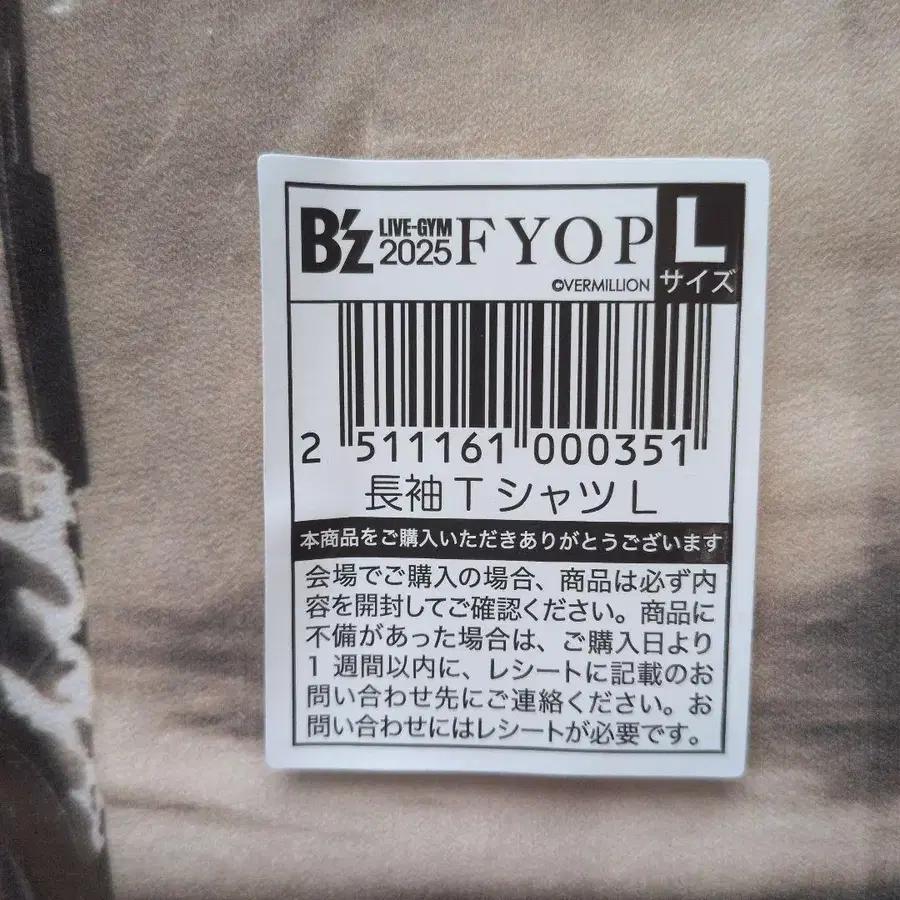 B'z LIVE-GYM 2025 FYOP L
©VERMILLION サイズ
2 511161 000351
長袖TシャツL
本商品をご購入いただきありがとうございます
会場でご購入の場合、商品は必ず内
容を開封してご確認ください。商品に
不備があった場合は、ご購入日より
1週間以内に、レシートに記載のお
問い合わせ先にご連絡ください。お
問い合わせにはレシートが必要です。